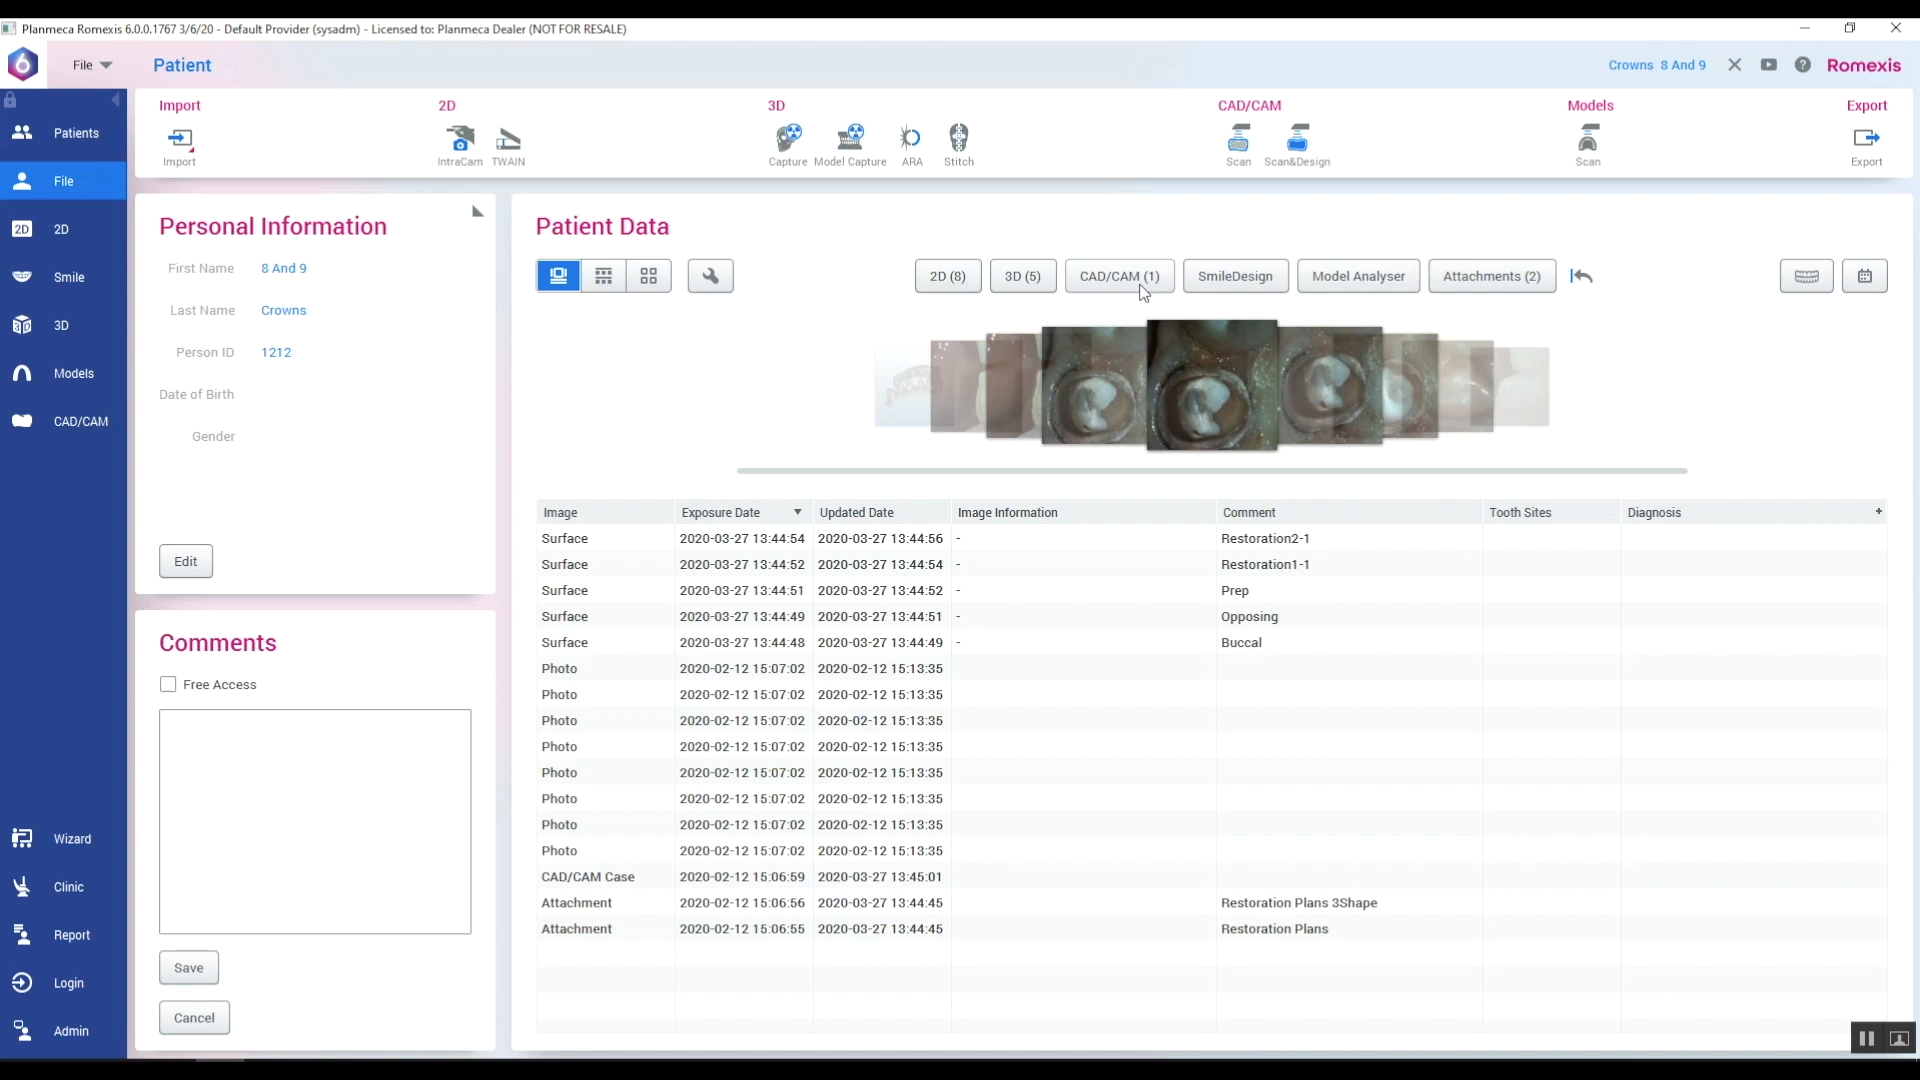 Planmeca Romexis 6.0.0.1767 3/6/20 - Default Provider (sysadm) - Licensed to: Planmeca Dealer (NOT FOR RESALE)
6 File Patient Crowns 8 And 9 Romexis
Import 2D 3D CAD/CAM Models Export
Import IntraCam TWAIN Capture Model Capture ARA Stitch Scan Scan&Design Scan Export
Patients
File
2D 2D
Smile
3D 3D
Models
CAD/CAM
Wizard
Clinic
Report
Login
Admin
Personal Information
First Name 8 And 9
Last Name Crowns
Person ID 1212
Date of Birth
Gender
Edit
Comments
Free Access
Save
Cancel
Patient Data
2D (8) 3D (5) CAD/CAM (1) SmileDesign Model Analyser Attachments (2)
Image Exposure Date Updated Date Image Information Comment Tooth Sites Diagnosis +
Surface 2020-03-27 13:44:54 2020-03-27 13:44:56 - Restoration2-1
Surface 2020-03-27 13:44:52 2020-03-27 13:44:54 - Restoration1-1
Surface 2020-03-27 13:44:51 2020-03-27 13:44:52 - Prep
Surface 2020-03-27 13:44:49 2020-03-27 13:44:51 - Opposing
Surface 2020-03-27 13:44:48 2020-03-27 13:44:49 - Buccal
Photo 2020-02-12 15:07:02 2020-02-12 15:13:35
Photo 2020-02-12 15:07:02 2020-02-12 15:13:35
Photo 2020-02-12 15:07:02 2020-02-12 15:13:35
Photo 2020-02-12 15:07:02 2020-02-12 15:13:35
Photo 2020-02-12 15:07:02 2020-02-12 15:13:35
Photo 2020-02-12 15:07:02 2020-02-12 15:13:35
Photo 2020-02-12 15:07:02 2020-02-12 15:13:35
Photo 2020-02-12 15:07:02 2020-02-12 15:13:35
CAD/CAM Case 2020-02-12 15:06:59 2020-03-27 13:45:01
Attachment 2020-02-12 15:06:56 2020-03-27 13:44:45 Restoration Plans 3Shape
Attachment 2020-02-12 15:06:55 2020-03-27 13:44:45 Restoration Plans